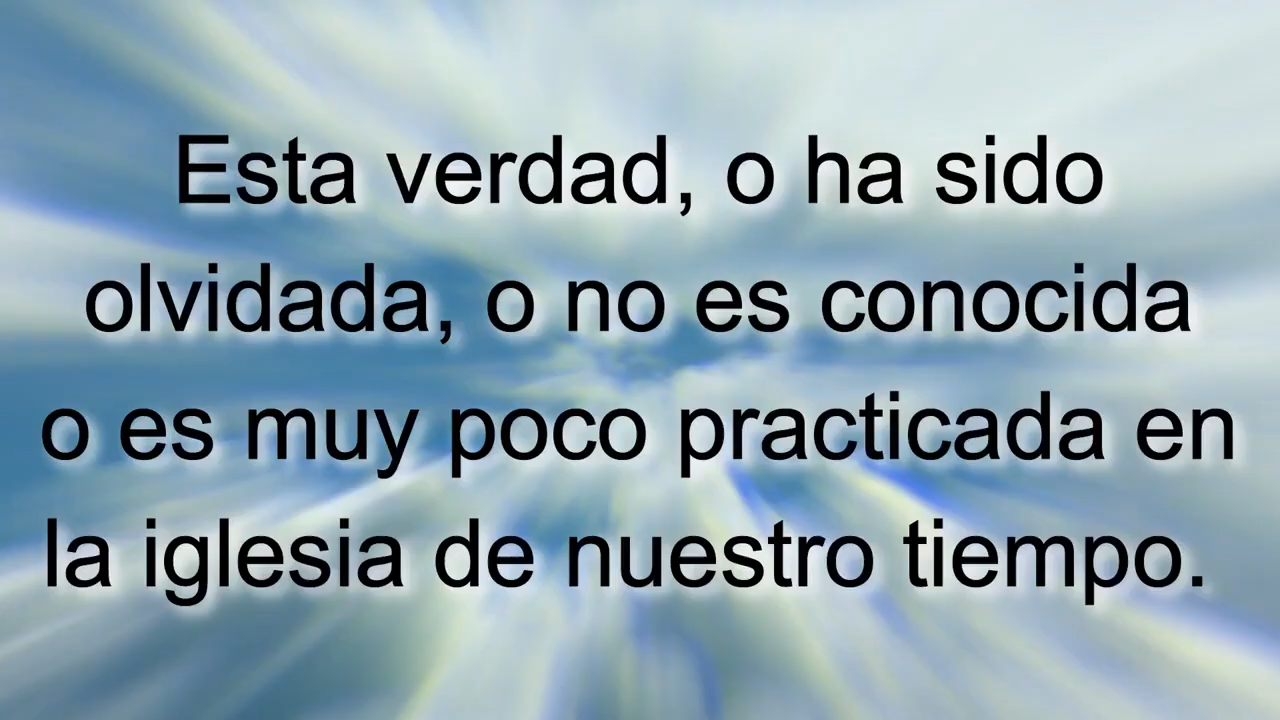 Esta verdad, o ha sido
olvidada, o no es conocida
o es muy poco practicada en
la iglesia de nuestro tiempo.